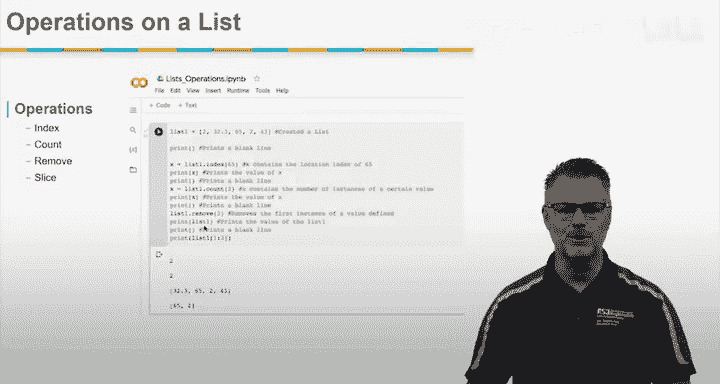 Operations on a List
Operations
– Index
– Count
– Remove
– Slice
Lists_Operations.ipynb
File Edit View Insert Runtime Tools Help
+ Code + Text
list1 = [2, 32.3, 65, 2, 43] #Created a List
print() #Prints a blank line
x = list1.index(65) #x Contains the location index of 65
print(x) #Prints the value of x
print() #Prints a blank line
x = list1.count(2) #x contains the number of instances of a certain value
print(x) #Prints the value of x
print() #Prints a blank line
list1.remove(2) #Removes the first instance of a value defined
print(list1) #Prints the value of the list1
print() #Prints a blank line
print(list1[1:3])
2
2
[32.3, 65, 2, 43]
[65, 2]